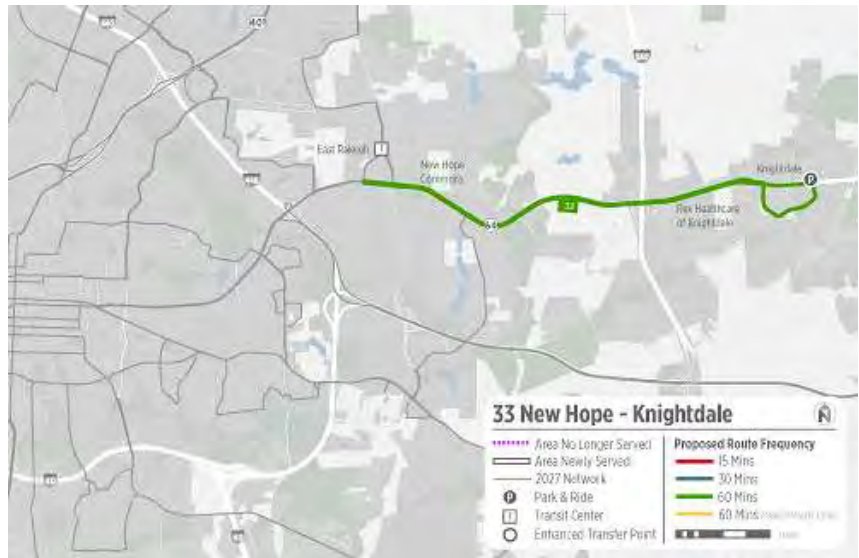 401
East Raleigh
T
New Hope
Commons
64
33
Knightdale
P
Rex Healthcare
of Knightdale
33 New Hope - Knightdale
N
Area No Longer Served
Area Newly Served
2027 Network
P Park & Ride
T Transit Center
Enhanced Transfer Point
Proposed Route Frequency
15 Mins
30 Mins
60 Mins
60 Mins